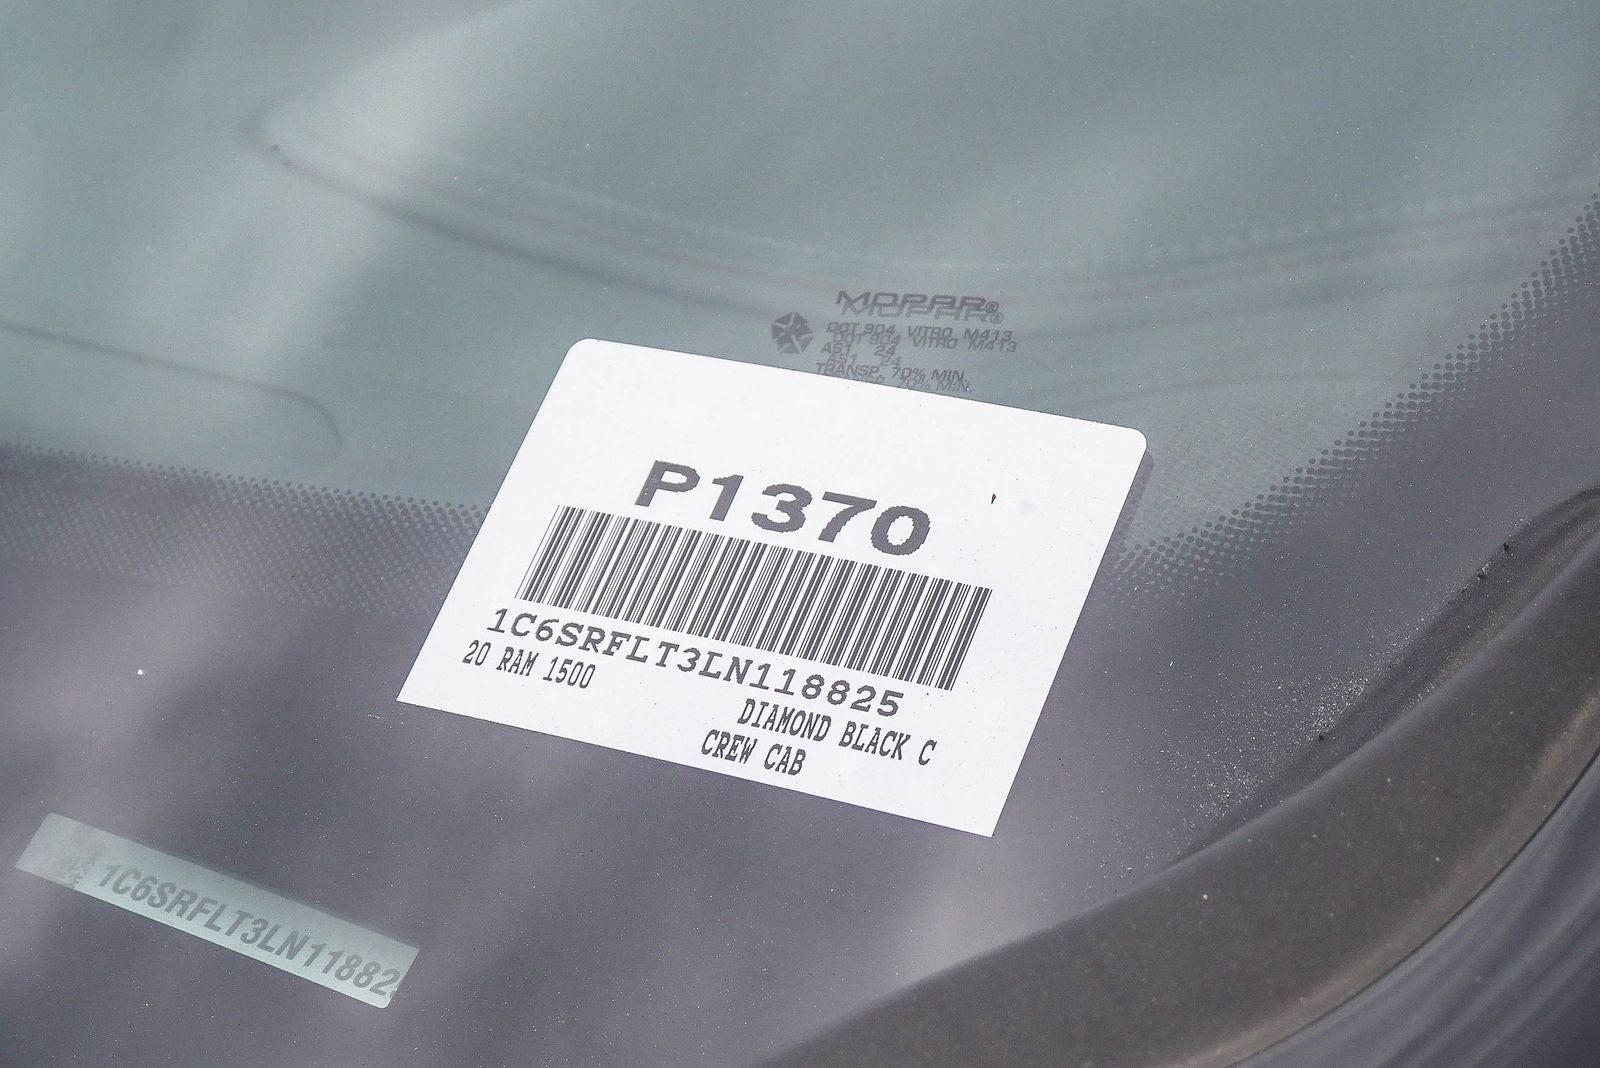 MOPAR®
DOT 904 VITRO M413
AS1 24
TRANSP. 70% MIN
P1370
1C6SRFLT3LN118825
20 RAM 1500
DIAMOND BLACK C
CREW CAB
1C6SRFLT3LN11882